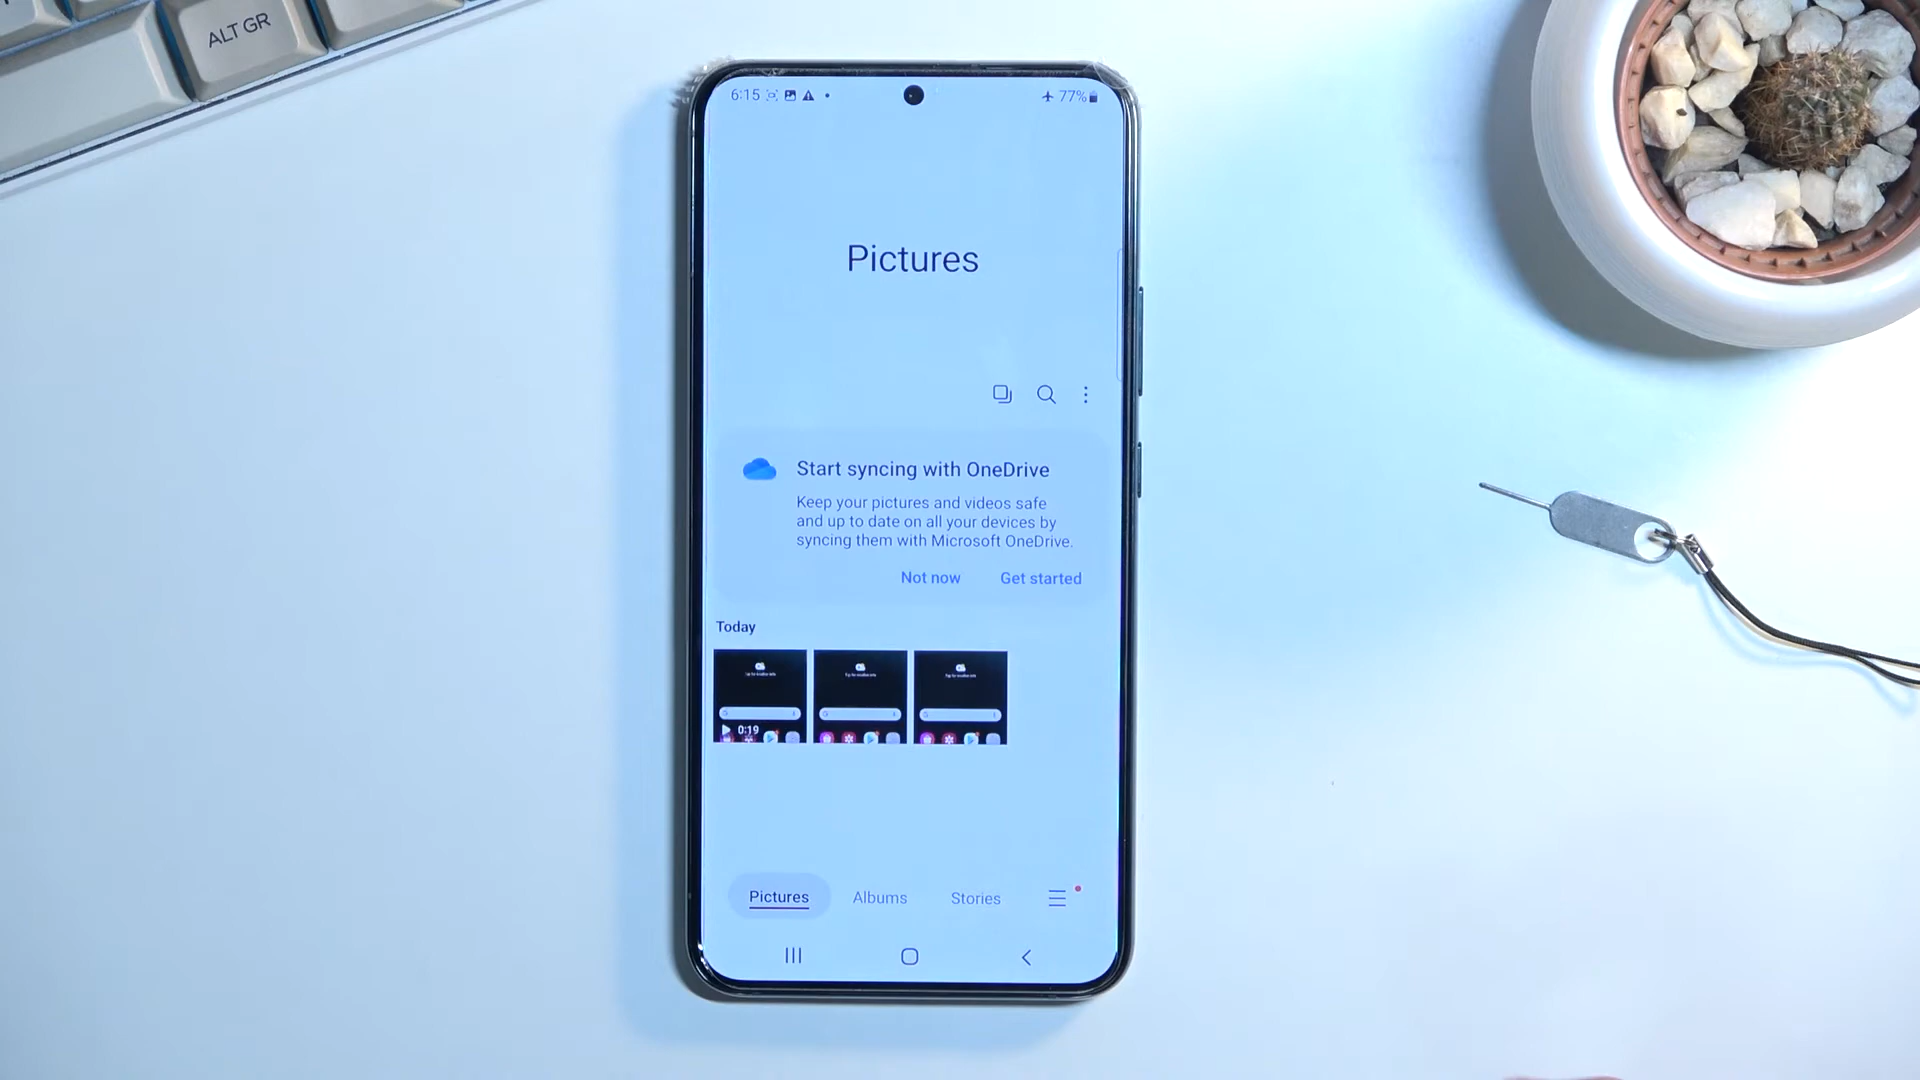 ALT GR
6:15
77%
Pictures
Start syncing with OneDrive
Keep your pictures and videos safe
and up to date on all your devices by
syncing them with Microsoft OneDrive.
Not now Get started
Today
0:19
Pictures Albums Stories